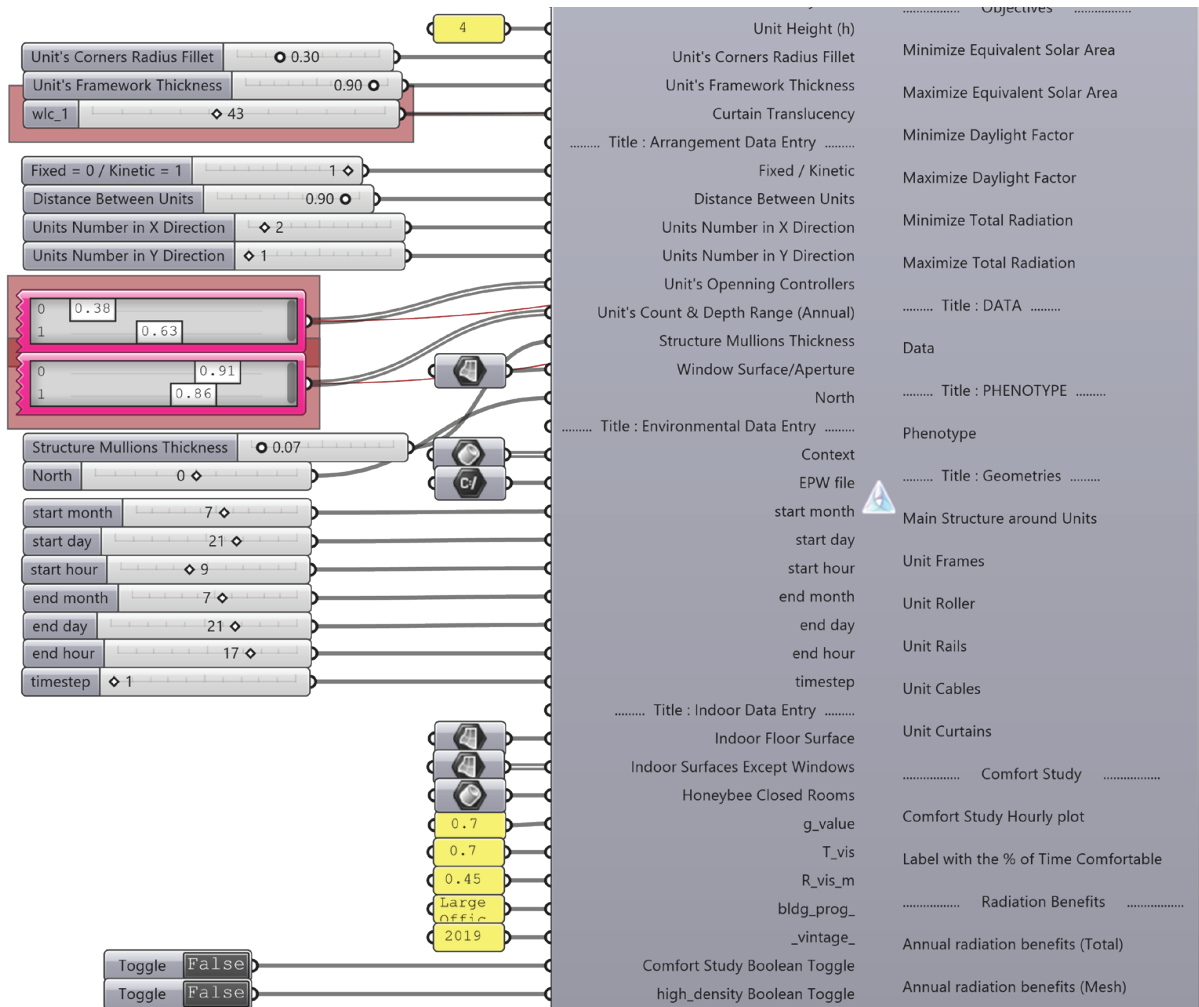 4
Unit's Corners Radius Fillet 0.30
Unit's Framework Thickness 0.90
wlc_1 43
Fixed = 0 / Kinetic = 1 1
Distance Between Units 0.90
Units Number in X Direction 2
Units Number in Y Direction 1
0 0.38
1 0.63
0 0.91
1 0.86
Structure Mullions Thickness 0.07
North 0
C:/
start month 7
start day 21
start hour 9
end month 7
end day 21
end hour 17
timestep 1
0.7
0.7
0.45
Large
Offic
2019
Toggle False
Toggle False
Unit Height (h)
Unit's Corners Radius Fillet
Unit's Framework Thickness
Curtain Translucency
......... Title : Arrangement Data Entry .........
Fixed / Kinetic
Distance Between Units
Units Number in X Direction
Units Number in Y Direction
Unit's Openning Controllers
Unit's Count & Depth Range (Annual)
Structure Mullions Thickness
Window Surface/Aperture
North
......... Title : Environmental Data Entry .........
Context
EPW file
start month
start day
start hour
end month
end day
end hour
timestep
......... Title : Indoor Data Entry .........
Indoor Floor Surface
Indoor Surfaces Except Windows
Honeybee Closed Rooms
g_value
T_vis
R_vis_m
bldg_prog_
_vintage_
Comfort Study Boolean Toggle
high_density Boolean Toggle
................. Objectives .................
Minimize Equivalent Solar Area
Maximize Equivalent Solar Area
Minimize Daylight Factor
Maximize Daylight Factor
Minimize Total Radiation
Maximize Total Radiation
......... Title : DATA .........
Data
......... Title : PHENOTYPE .........
Phenotype
......... Title : Geometries .........
Main Structure around Units
Unit Frames
Unit Roller
Unit Rails
Unit Cables
Unit Curtains
................. Comfort Study .................
Comfort Study Hourly plot
Label with the % of Time Comfortable
................. Radiation Benefits .................
Annual radiation benefits (Total)
Annual radiation benefits (Mesh)